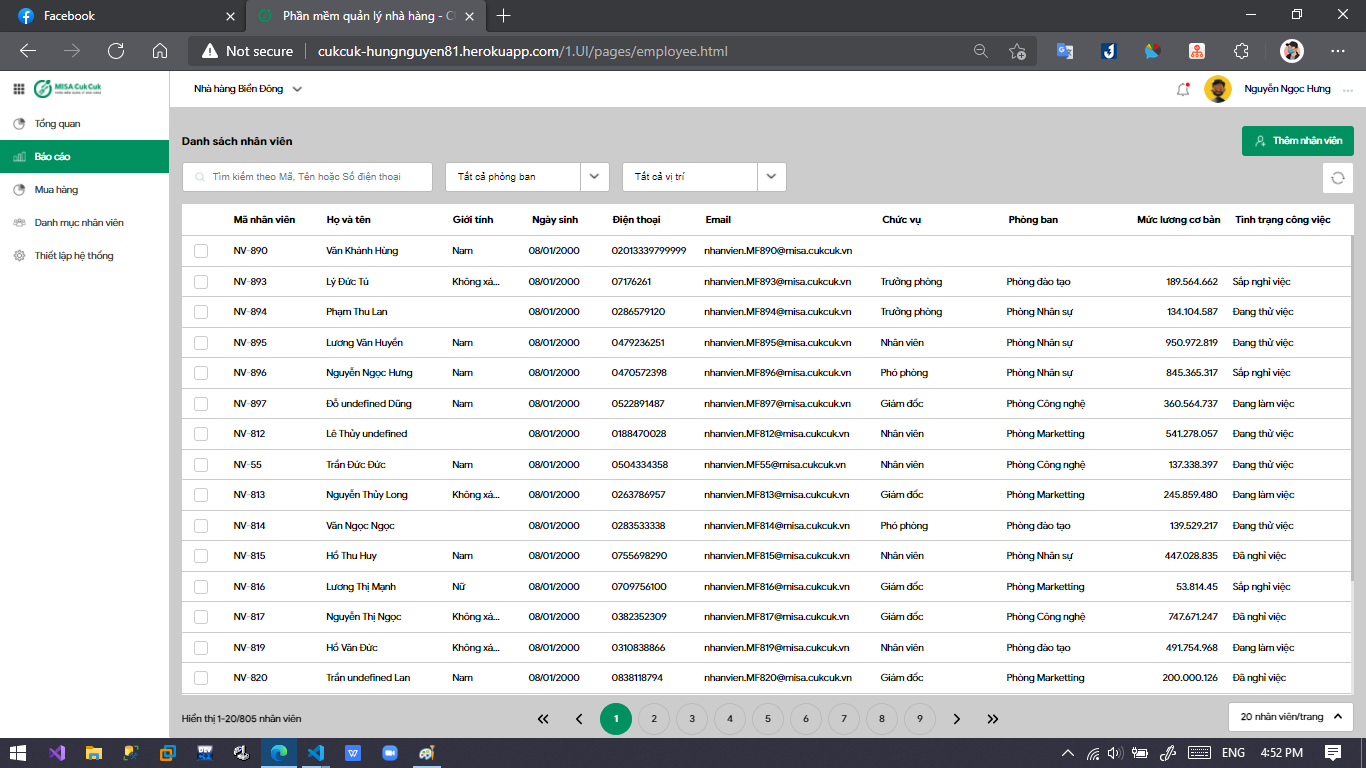 Facebook
Phần mềm quản lý nhà hàng - C
Not secure cukcuk-hungnguyen81.herokuapp.com/1.UI/pages/employee.html
MISA CukCuk
Nhà hàng Biển Đông
Nguyễn Ngọc Hưng
Tổng quan
Báo cáo
Mua hàng
Danh mục nhân viên
Thiết lập hệ thống
Danh sách nhân viên
Thêm nhân viên
Tìm kiếm theo Mã, Tên hoặc Số điện thoại
Tất cả phòng ban
Tất cả vị trí
Mã nhân viên Họ và tên Giới tính Ngày sinh Điện thoại Email Chức vụ Phòng ban Mức lương cơ bản Tình trạng công việc
NV-890 Văn Khánh Hùng Nam 08/01/2000 02013339799999 nhanvien.MF890@misa.cukcuk.vn
NV-893 Lý Đức Tú Không xá... 08/01/2000 07176261 nhanvien.MF893@misa.cukcuk.vn Trưởng phòng Phòng đào tạo 189.564.662 Sắp nghỉ việc
NV-894 Phạm Thu Lan 08/01/2000 0286579120 nhanvien.MF894@misa.cukcuk.vn Trưởng phòng Phòng Nhân sự 134.104.587 Đang thử việc
NV-895 Lương Văn Huyền Nam 08/01/2000 0479236251 nhanvien.MF895@misa.cukcuk.vn Nhân viên Phòng Nhân sự 950.972.819 Đang thử việc
NV-896 Nguyễn Ngọc Hưng Nam 08/01/2000 0470572398 nhanvien.MF896@misa.cukcuk.vn Phó phòng Phòng Nhân sự 845.365.317 Sắp nghỉ việc
NV-897 Đỗ undefined Dũng Nam 08/01/2000 0522891487 nhanvien.MF897@misa.cukcuk.vn Giám đốc Phòng Công nghệ 360.564.737 Đang làm việc
NV-812 Lê Thủy undefined 08/01/2000 0188470028 nhanvien.MF812@misa.cukcuk.vn Nhân viên Phòng Marketting 541.278.057 Đang thử việc
NV-55 Trần Đức Đức Nam 08/01/2000 0504334358 nhanvien.MF55@misa.cukcuk.vn Nhân viên Phòng Công nghệ 137.338.397 Đang thử việc
NV-813 Nguyễn Thủy Long Không xá... 08/01/2000 0263786957 nhanvien.MF813@misa.cukcuk.vn Giám đốc Phòng Marketting 245.859.480 Đang làm việc
NV-814 Văn Ngọc Ngọc 08/01/2000 0283533338 nhanvien.MF814@misa.cukcuk.vn Phó phòng Phòng đào tạo 139.529.217 Đang thử việc
NV-815 Hồ Thu Huy Nam 08/01/2000 0755698290 nhanvien.MF815@misa.cukcuk.vn Nhân viên Phòng Nhân sự 447.028.835 Đã nghỉ việc
NV-816 Lương Thị Mạnh Nữ 08/01/2000 0709756100 nhanvien.MF816@misa.cukcuk.vn Giám đốc Phòng Marketting 53.814.45 Sắp nghỉ việc
NV-817 Nguyễn Thị Ngọc Không xá... 08/01/2000 0382352309 nhanvien.MF817@misa.cukcuk.vn Giám đốc Phòng Công nghệ 747.671.247 Đã nghỉ việc
NV-819 Hồ Văn Đức Không xá... 08/01/2000 0310838866 nhanvien.MF819@misa.cukcuk.vn Nhân viên Phòng đào tạo 491.754.968 Đang làm việc
NV-820 Trần undefined Lan Nam 08/01/2000 0838118794 nhanvien.MF820@misa.cukcuk.vn Giám đốc Phòng Marketting 200.000.126 Đã nghỉ việc
Hiển thị 1-20/805 nhân viên
1 2 3 4 5 6 7 8 9
20 nhân viên/trang
ENG 4:52 PM